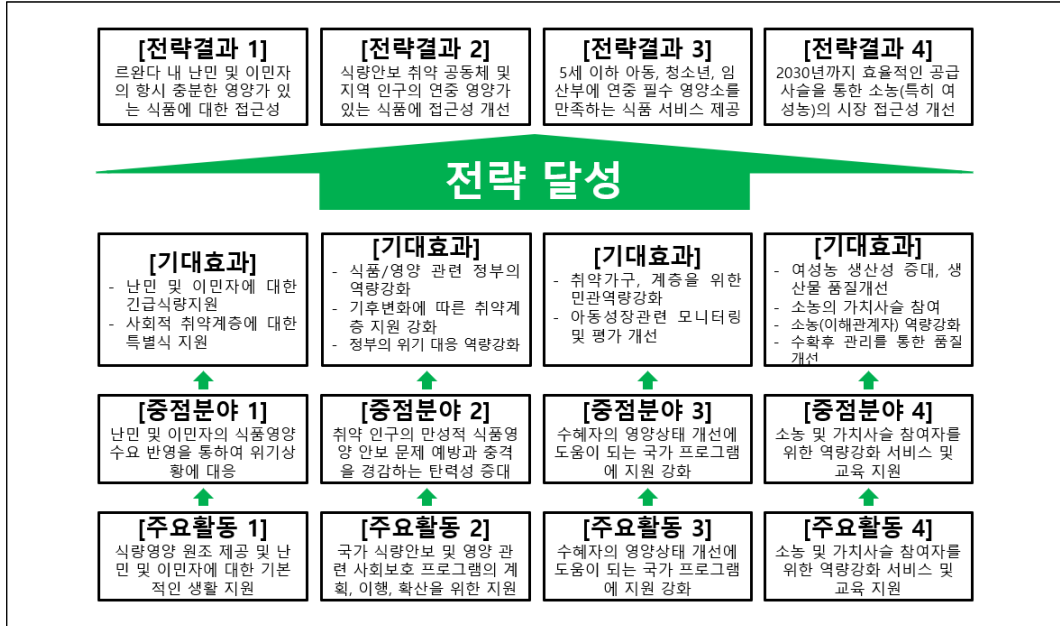 [전략결과 1]
르완다 내 난민 및 이민자
의 항시 충분한 영양가 있
는 식품에 대한 접근성
[전략결과 2]
식량안보 취약 공동체 및
지역 인구의 연중 영양가
있는 식품에 접근성 개선
[전략결과 3]
5세 이하 아동, 청소년, 임
산부에 연중 필수 영양소를
만족하는 식품 서비스 제공
[전략결과 4]
2030년까지 효율적인 공급
사슬을 통한 소농(특히 여
성농)의 시장 접근성 개선
전략 달성
[기대효과]
- 난민 및 이민자에 대한
긴급식량지원
- 사회적 취약계층에 대한
특별식 지원
[기대효과]
- 식품/영양 관련 정부의
역량강화
- 기후변화에 따른 취약계
층 지원 강화
- 정부의 위기 대응 역량강화
[기대효과]
- 취약가구, 계층을 위한
민관역량강화
- 아동성장관련 모니터링
및 평가 개선
[기대효과]
- 여성농 생산성 증대, 생
산물 품질개선
- 소농의 가치사슬 참여
- 소농(이해관계자) 역량강화
- 수확후 관리를 통한 품질
개선
[중점분야 1]
난민 및 이민자의 식품영양
수요 반영을 통하여 위기상
황에 대응
[중점분야 2]
취약 인구의 만성적 식품영
양 안보 문제 예방과 충격
을 경감하는 탄력성 증대
[중점분야 3]
수혜자의 영양상태 개선에
도움이 되는 국가 프로그램
에 지원 강화
[중점분야 4]
소농 및 가치사슬 참여자를
위한 역량강화 서비스 및
교육 지원
[주요활동 1]
식량영양 원조 제공 및 난
민 및 이민자에 대한 기본
적인 생활 지원
[주요활동 2]
국가 식량안보 및 영양 관
련 사회보호 프로그램의 계
획, 이행, 확산을 위한 지원
[주요활동 3]
수혜자의 영양상태 개선에
도움이 되는 국가 프로그램
에 지원 강화
[주요활동 4]
소농 및 가치사슬 참여자를
위한 역량강화 서비스 및
교육 지원